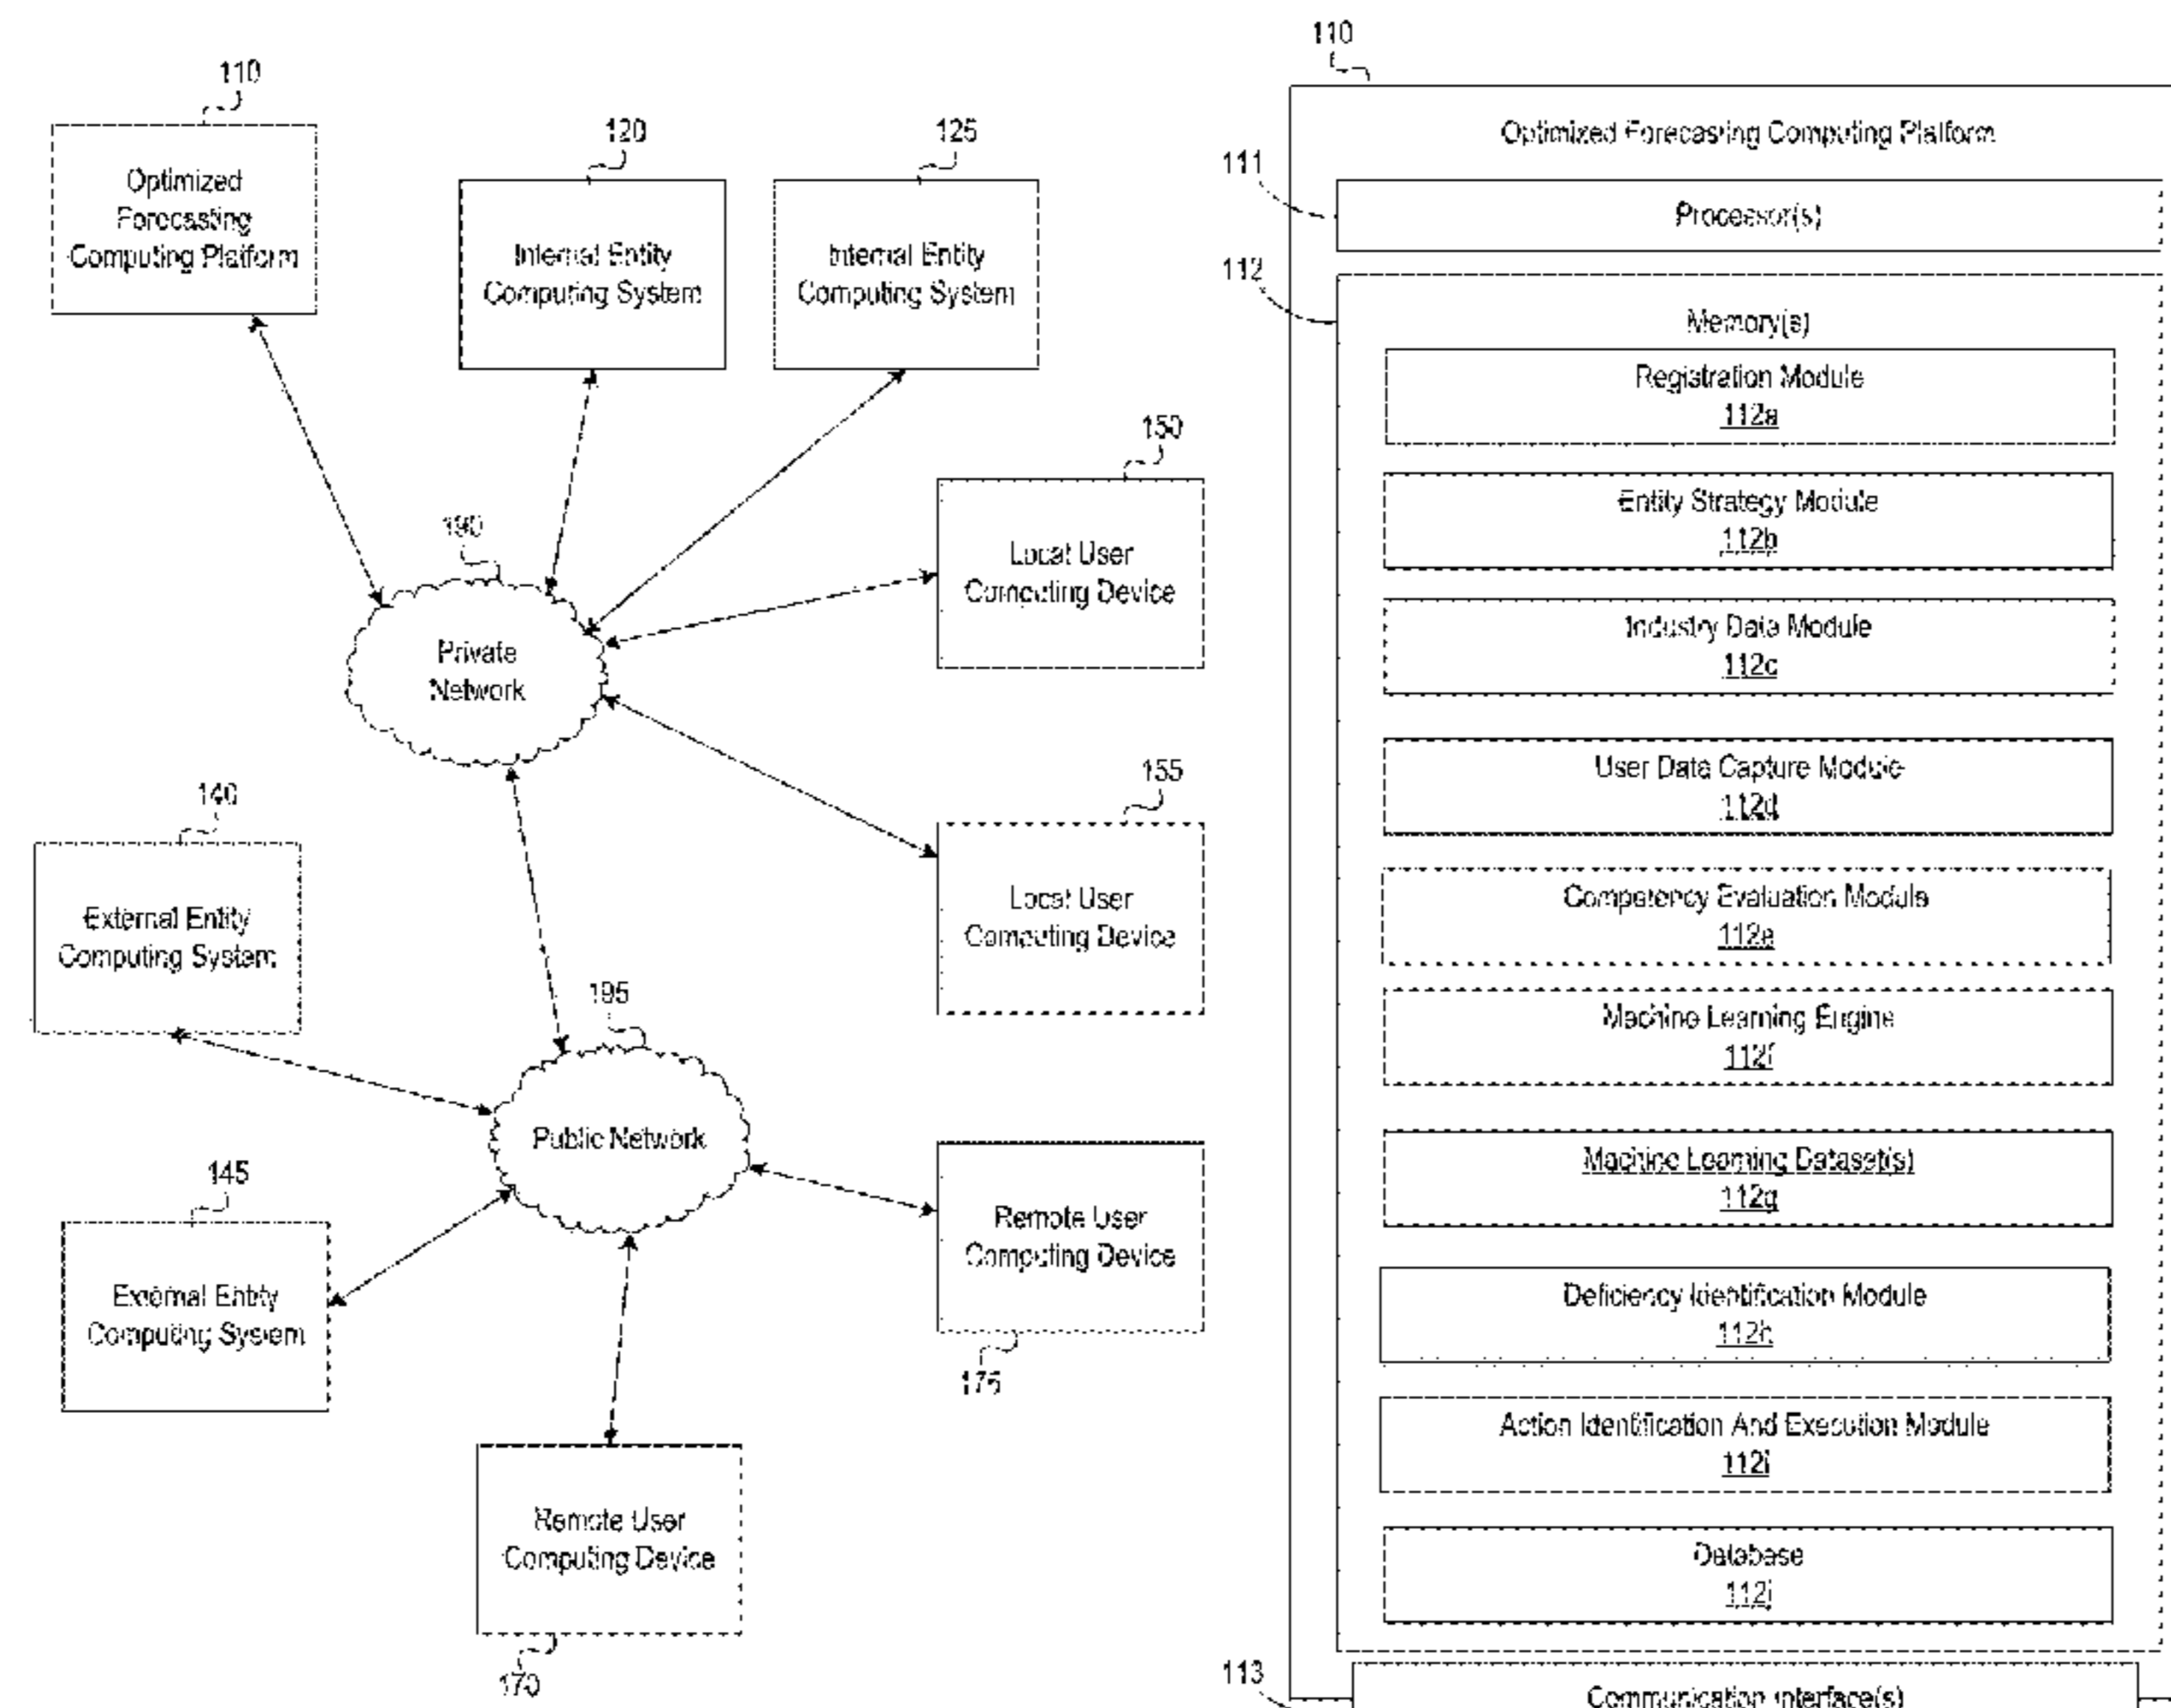 110
Optimized
Forecasting
Computing Platform
120
Internal Entity
Computing System
125
Internal Entity
Computing System
150
Local User
Computing Device
190
Private
Network
155
Local User
Computing Device
140
External Entity
Computing System
195
Public Network
145
External Entity
Computing System
Remote User
Computing Device
175
Remote User
Computing Device
170
110
Optimized Forecasting Computing Platform
111
Processor(s)
112
Memory(s)
Registration Module
112a
Entity Strategy Module
112b
Industry Data Module
112c
User Data Capture Module
112d
Competency Evaluation Module
112e
Machine Learning Engine
112f
Machine Learning Dataset(s)
112g
Deficiency Identification Module
112h
Action Identification And Execution Module
112i
Database
112j
113
Communication Interface(s)